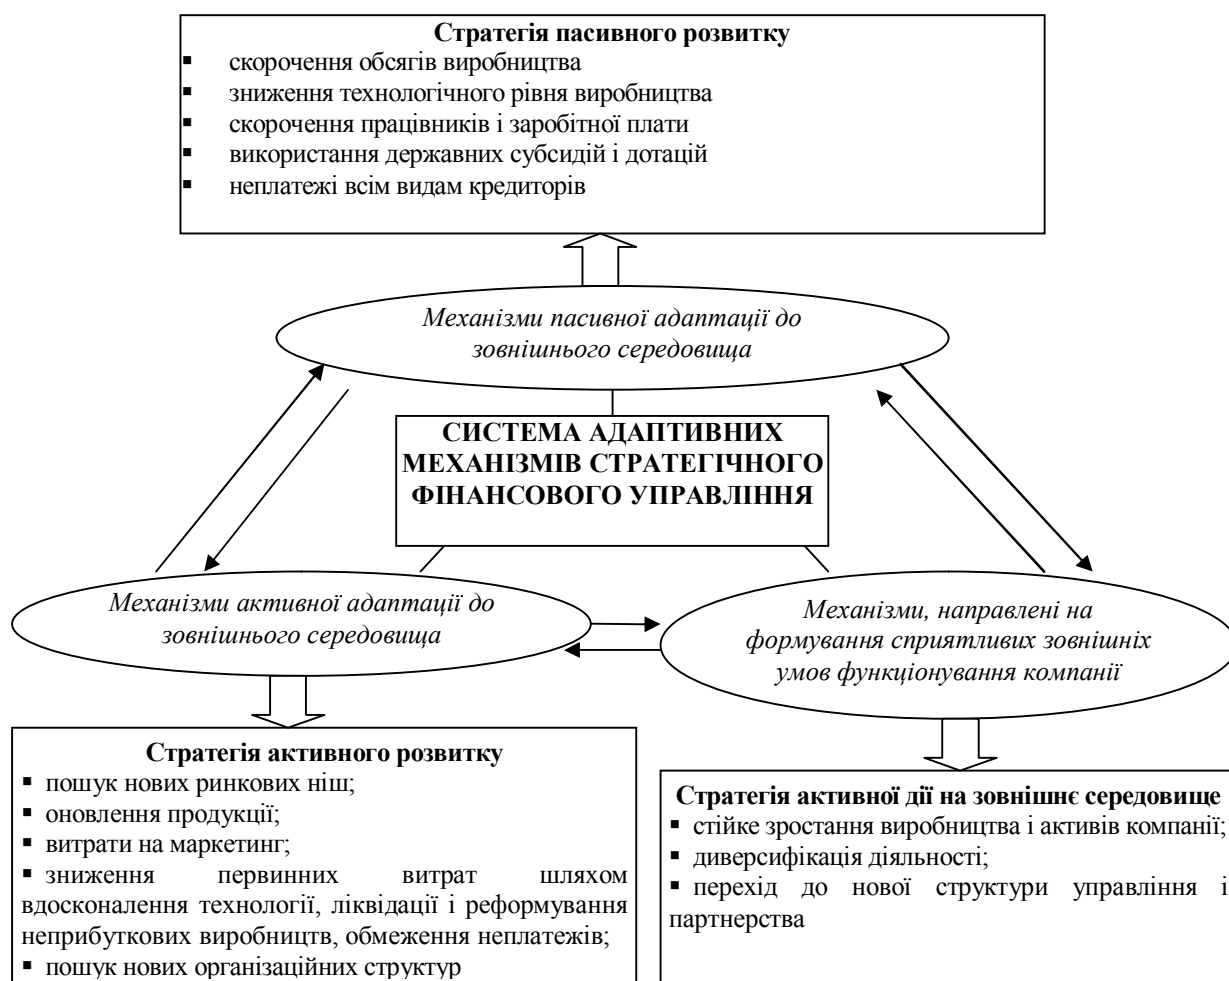 Стратегія пасивного розвитку
▪ скорочення обсягів виробництва
▪ зниження технологічного рівня виробництва
▪ скорочення працівників і заробітної плати
▪ використання державних субсидій і дотацій
▪ неплатежі всім видам кредиторів
Механізми пасивної адаптації до
зовнішнього середовища
СИСТЕМА АДАПТИВНИХ
МЕХАНІЗМІВ СТРАТЕГІЧНОГО
ФІНАНСОВОГО УПРАВЛІННЯ
Механізми активної адаптації до
зовнішнього середовища
Механізми, направлені на
формування сприятливих зовнішніх
умов функціонування компанії
Стратегія активного розвитку
▪ пошук нових ринкових ніш;
▪ оновлення продукції;
▪ витрати на маркетинг;
▪ зниження первинних витрат шляхом
вдосконалення технології, ліквідації і реформування
неприбуткових виробництв, обмеження неплатежів;
▪ пошук нових організаційних структур
Стратегія активної дії на зовнішнє середовище
▪ стійке зростання виробництва і активів компанії;
▪ диверсифікація діяльності;
▪ перехід до нової структури управління і
партнерства